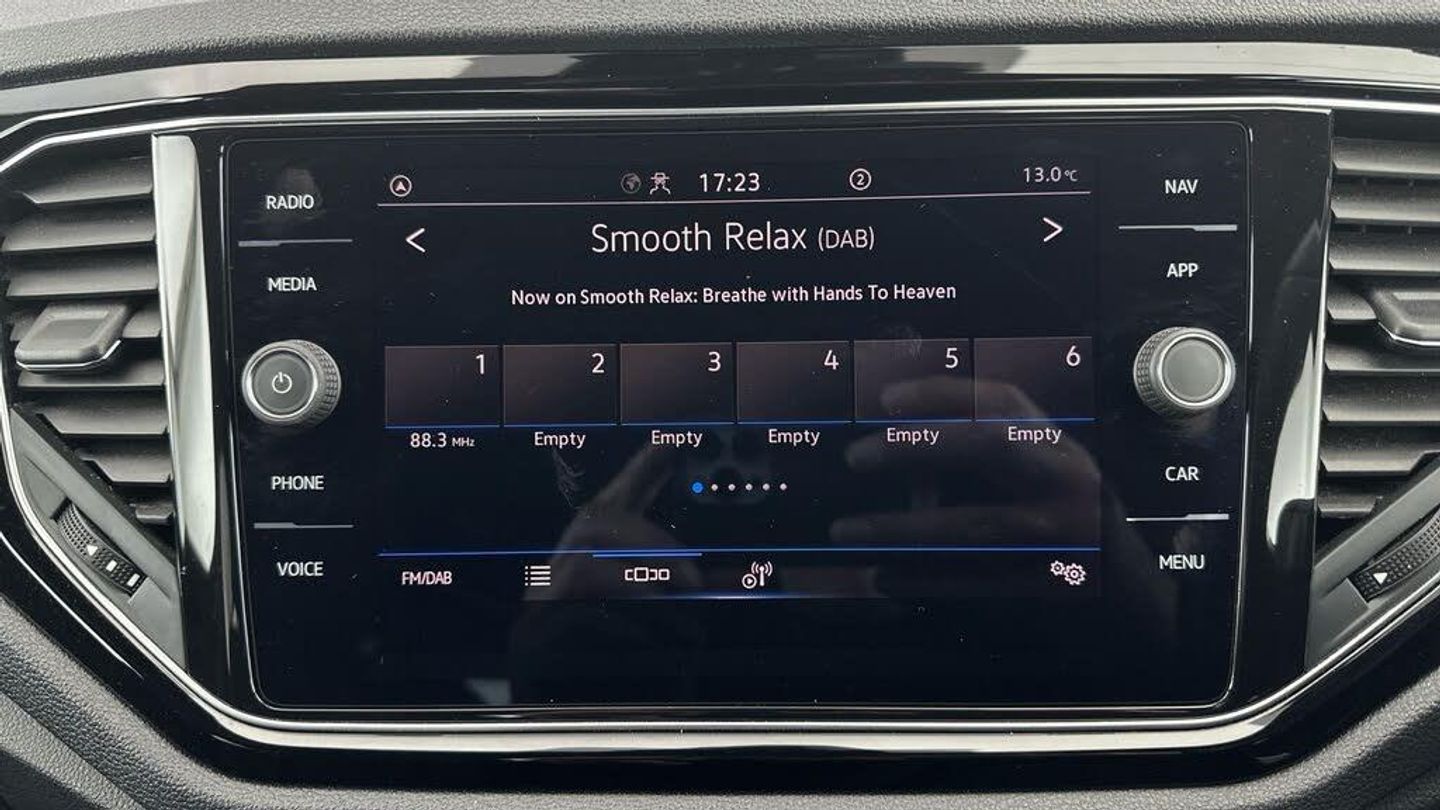 RADIO
MEDIA
PHONE
VOICE
17:23
2
13.0°C
< Smooth Relax (DAB) >
Now on Smooth Relax: Breathe with Hands To Heaven
1 2 3 4 5 6
88.3 MHz Empty Empty Empty Empty Empty
FM/DAB
NAV
APP
CAR
MENU